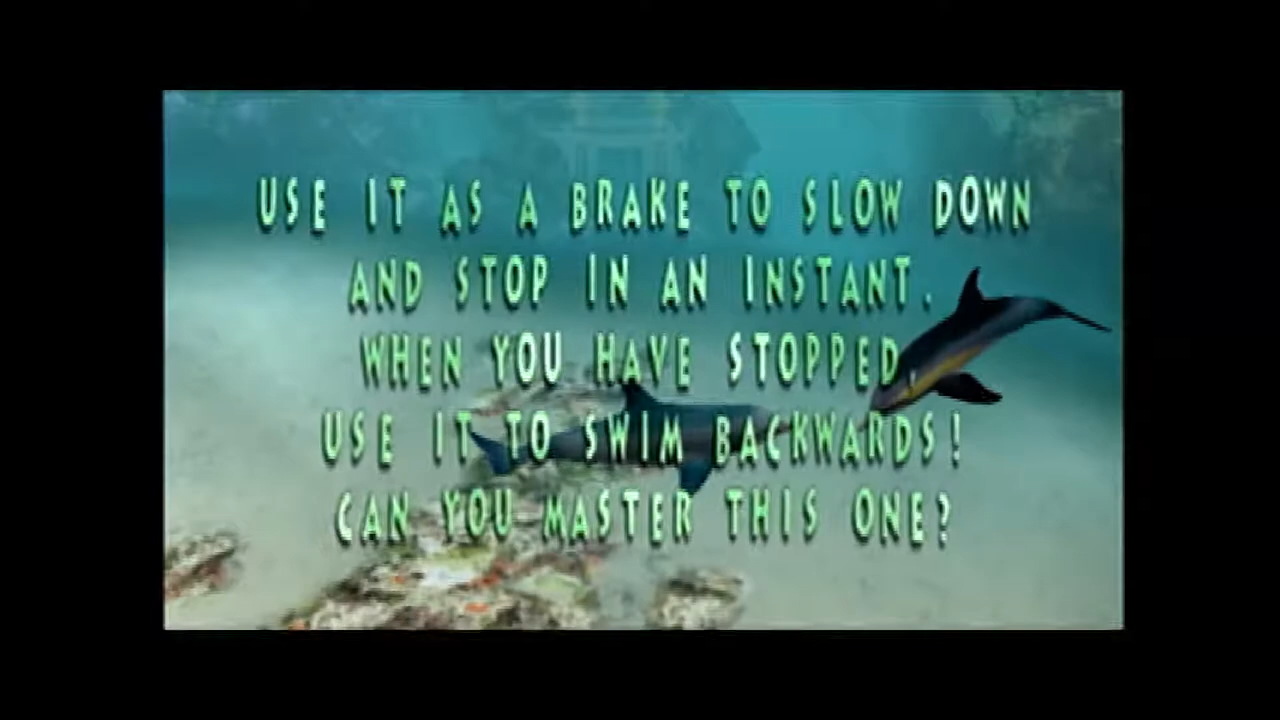 USE IT AS A BRAKE TO SLOW DOWN
AND STOP IN AN INSTANT.
WHEN YOU HAVE STOPPED,
USE IT TO SWIM BACKWARDS!
CAN YOU MASTER THIS ONE?